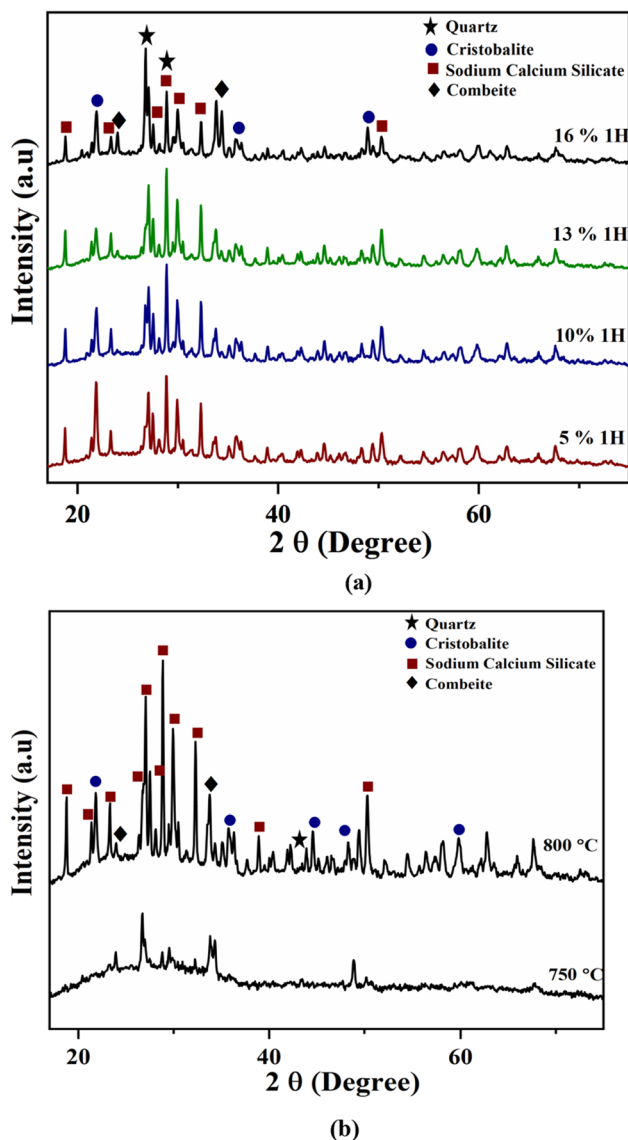 Quartz
Cristobalite
Sodium Calcium Silicate
Combeite
16 % 1H
13 % 1H
10% 1H
5 % 1H
Intensity (a.u)
20 40 60
2 θ (Degree)
(a)
Quartz
Cristobalite
Sodium Calcium Silicate
Combeite
800 °C
750 °C
Intensity (a.u)
20 40 60
2 θ (Degree)
(b)